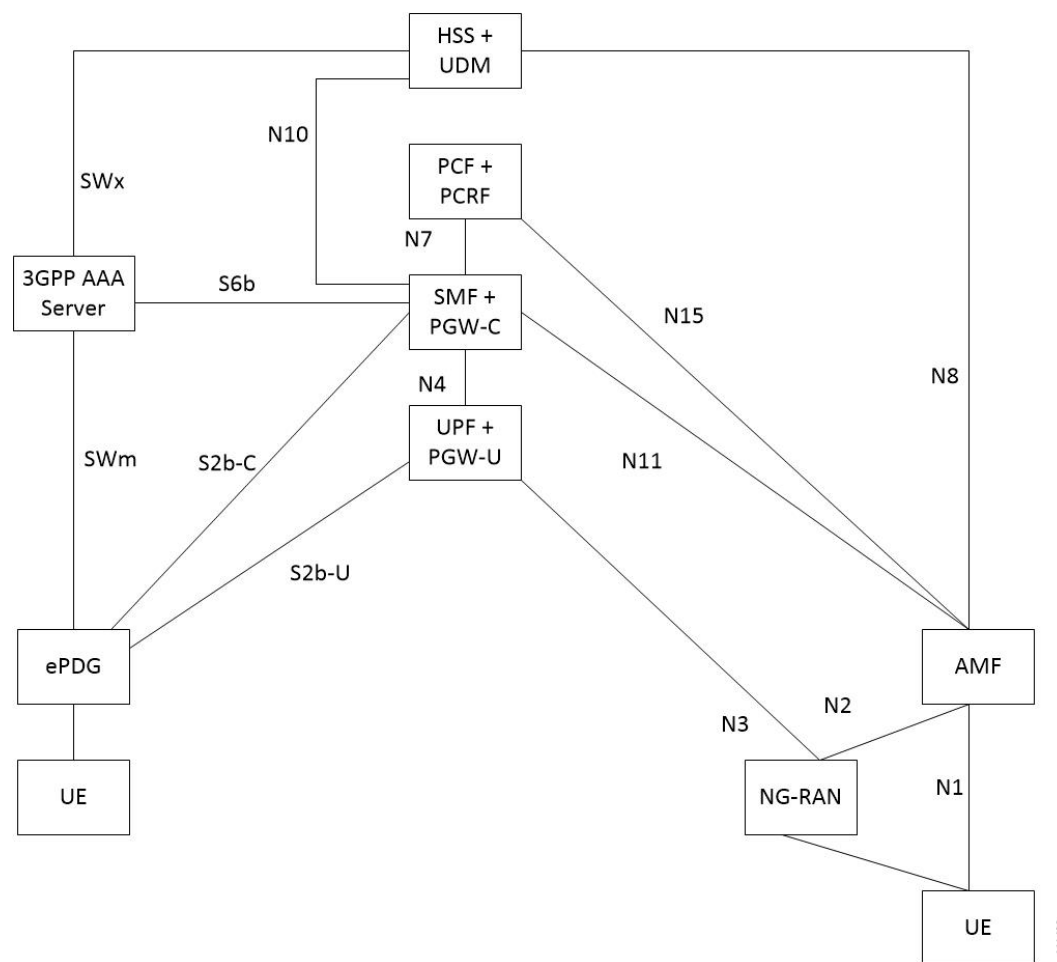 HSS +
UDM
N10
PCF +
PCRF
SWx
N7
3GPP AAA
Server
S6b
SMF +
PGW-C
N15
N8
N4
UPF +
PGW-U
SWm
S2b-C
N11
S2b-U
ePDG
AMF
N2
N3
UE
NG-RAN
N1
UE